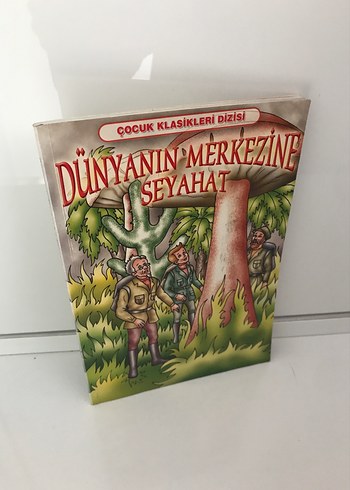 ÇOCUK KLASİKLERİ DİZİSİ
DÜNYANIN MERKEZİNE
SEYAHAT